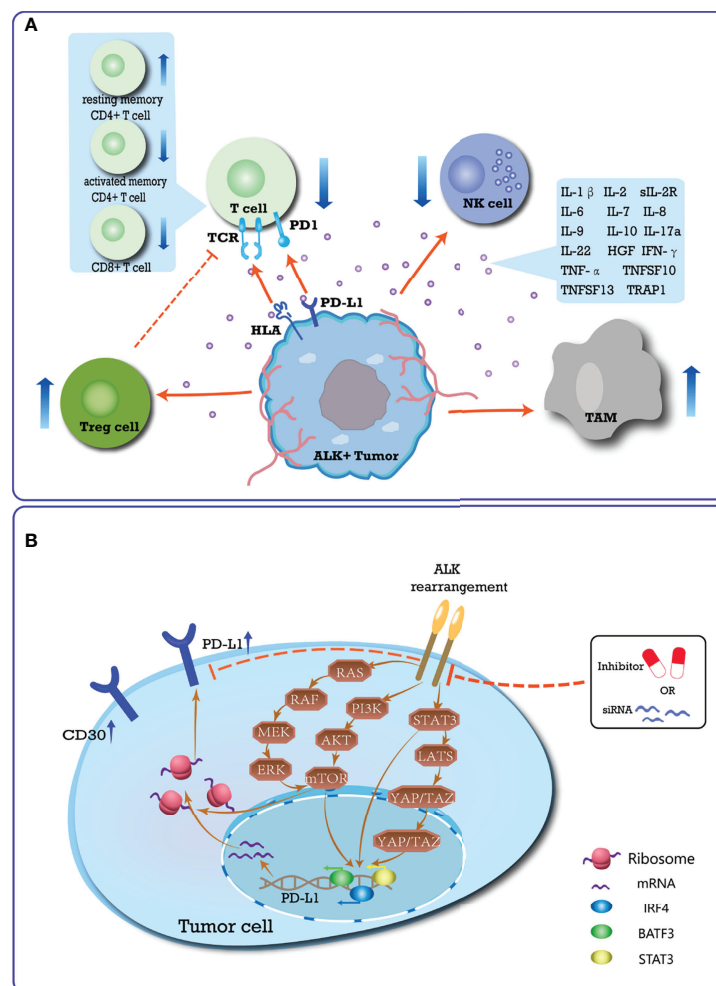 A
resting memory
CD4+ T cell
activated memory
CD4+ T cell
CD8+ T cell
T cell
TCR
PD1
NK cell
IL-1 β IL-2 sIL-2R
IL-6 IL-7 IL-8
IL-9 IL-10 IL-17a
IL-22 HGF IFN-γ
TNF-α TNFSF10
TNFSF13 TRAP1
PD-L1
HLA
Treg cell
TAM
ALK+ Tumor
B
ALK
rearrangement
PD-L1
CD30
RAS
RAF
MEK
ERK
PI3K
AKT
mTOR
STAT3
LATS
YAP/TAZ
YAP/TAZ
PD-L1
Tumor cell
Inhibitor
OR
siRNA
Ribosome
mRNA
IRF4
BATF3
STAT3